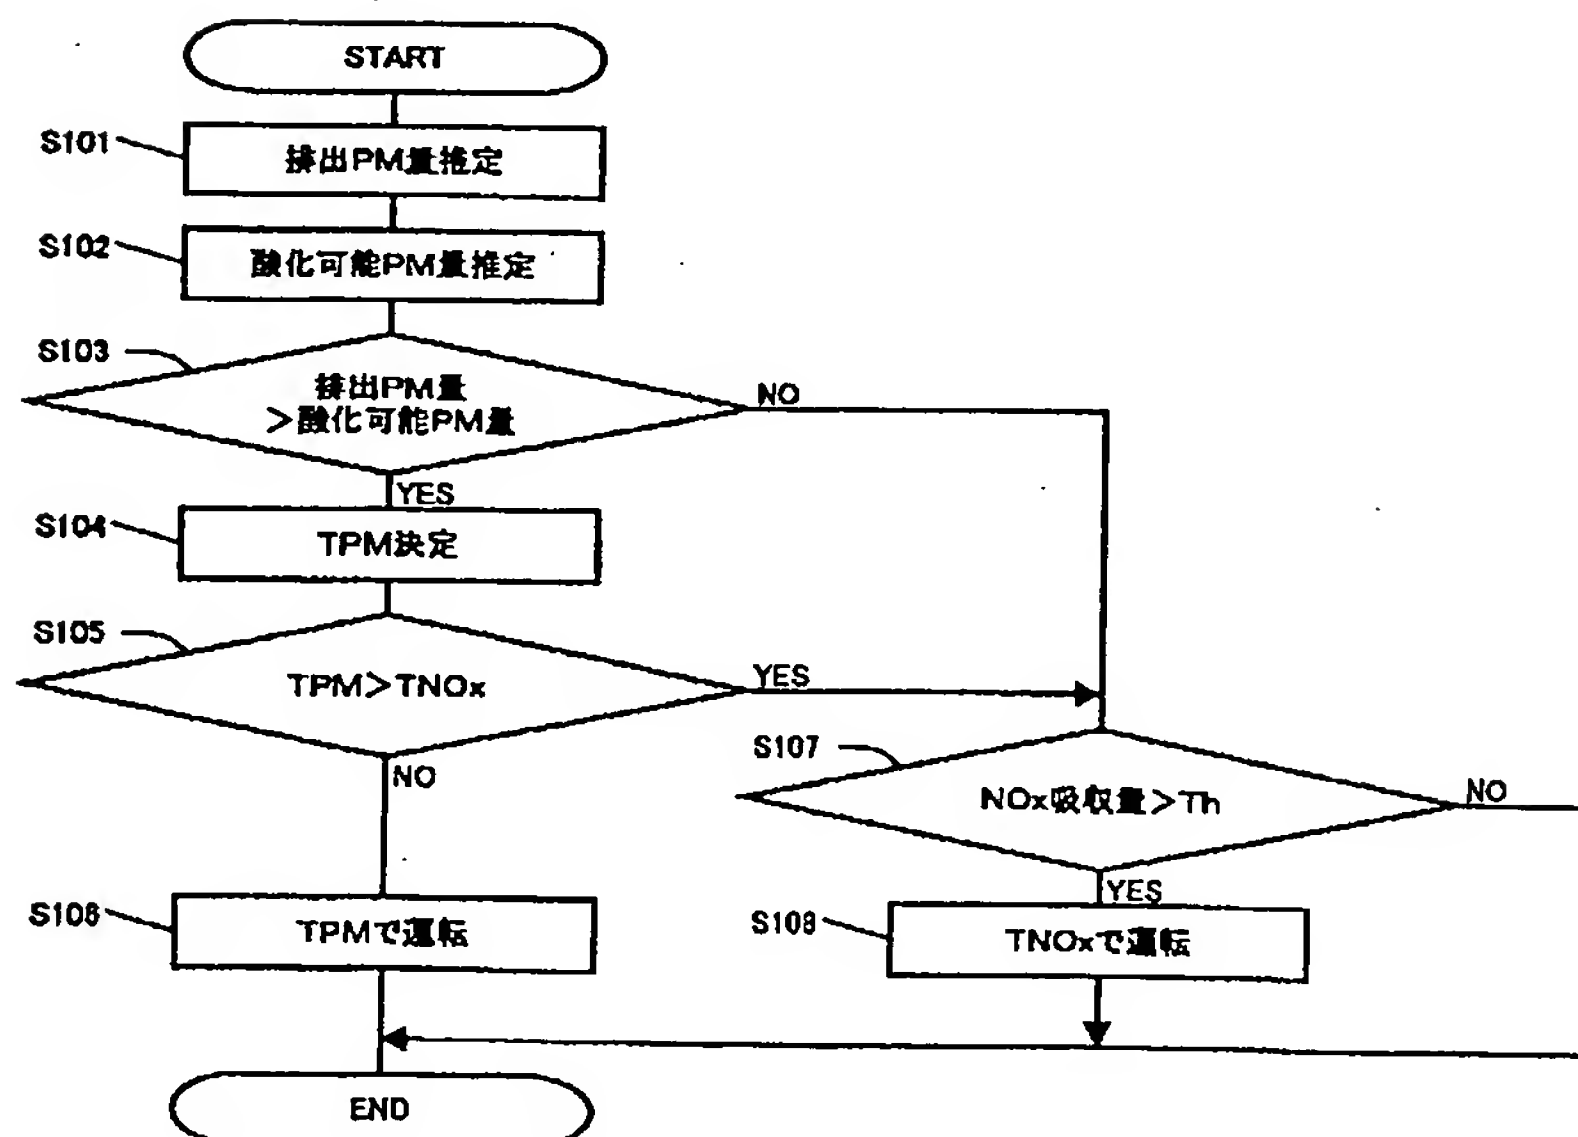 START
S101
排出PM量推定
S102
酸化可能PM量推定
S103
排出PM量
＞酸化可能PM量
NO
YES
S104
TPM決定
S105
TPM＞TNOx
YES
NO
S107
NOx吸収量＞Th
NO
YES
S106
TPMで運転
S108
TNOxで運転
END